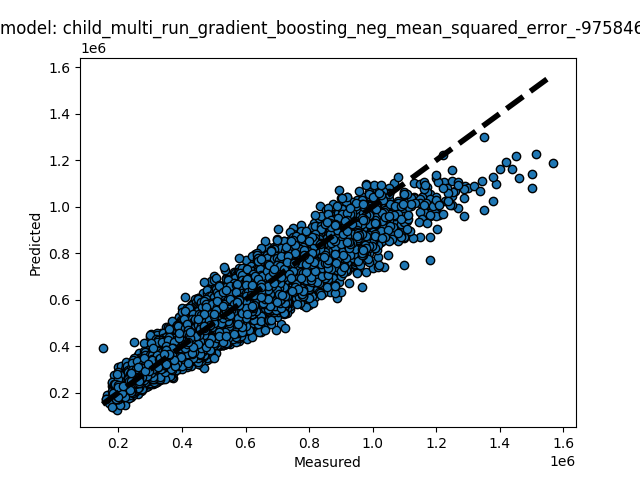 model: child_multi_run_gradient_boosting_neg_mean_squared_error_-975846
1e6
1.6
1.4
1.2
1.0
0.8
0.6
0.4
0.2
Predicted
0.2 0.4 0.6 0.8 1.0 1.2 1.4 1.6
Measured
1e6